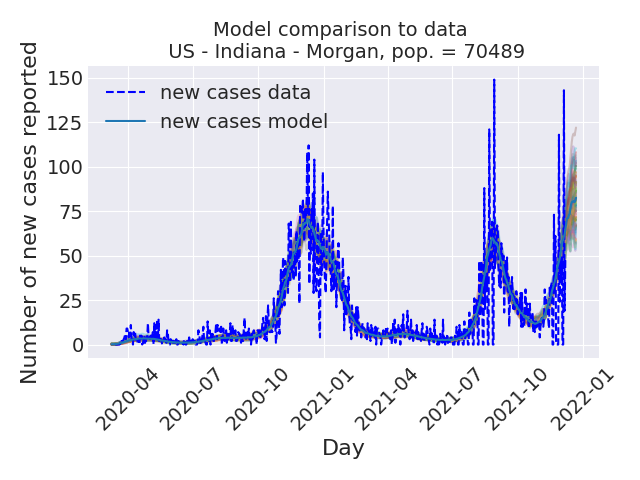 Model comparison to data
US - Indiana - Morgan, pop. = 70489
Number of new cases reported
150
125
100
75
50
25
0
new cases data
new cases model
2020-04
2020-07
2020-10
2021-01
2021-04
2021-07
2021-10
2022-01
Day